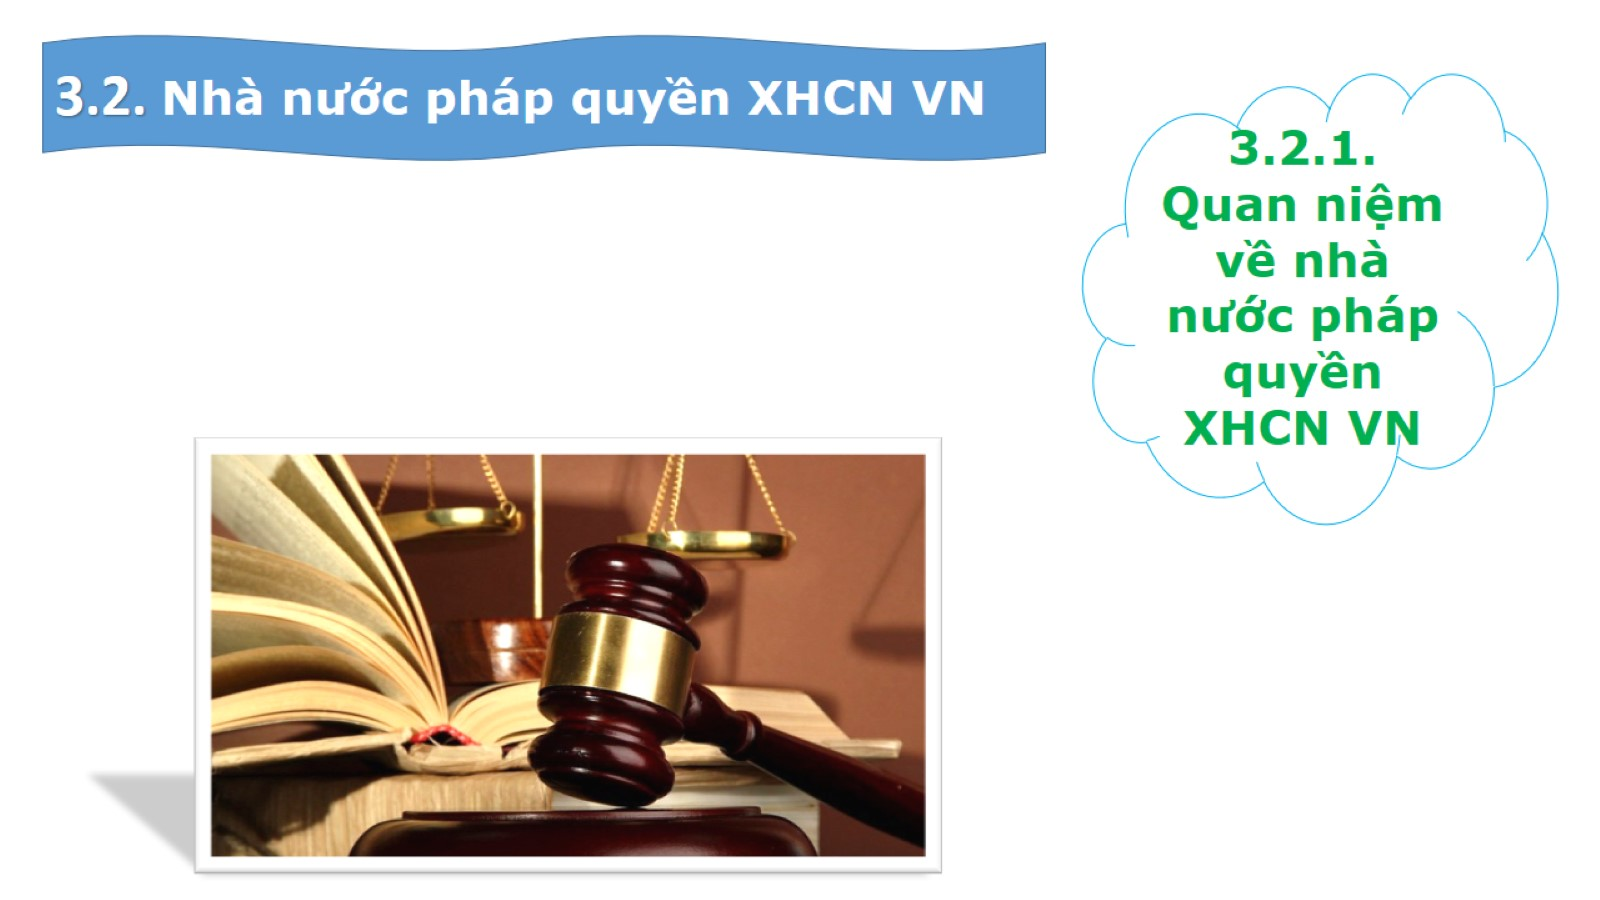 3.2. Nhà nước pháp quyền XHCN VN
3.2.1.
Quan niệm
về nhà
nước pháp
quyền
XHCN VN